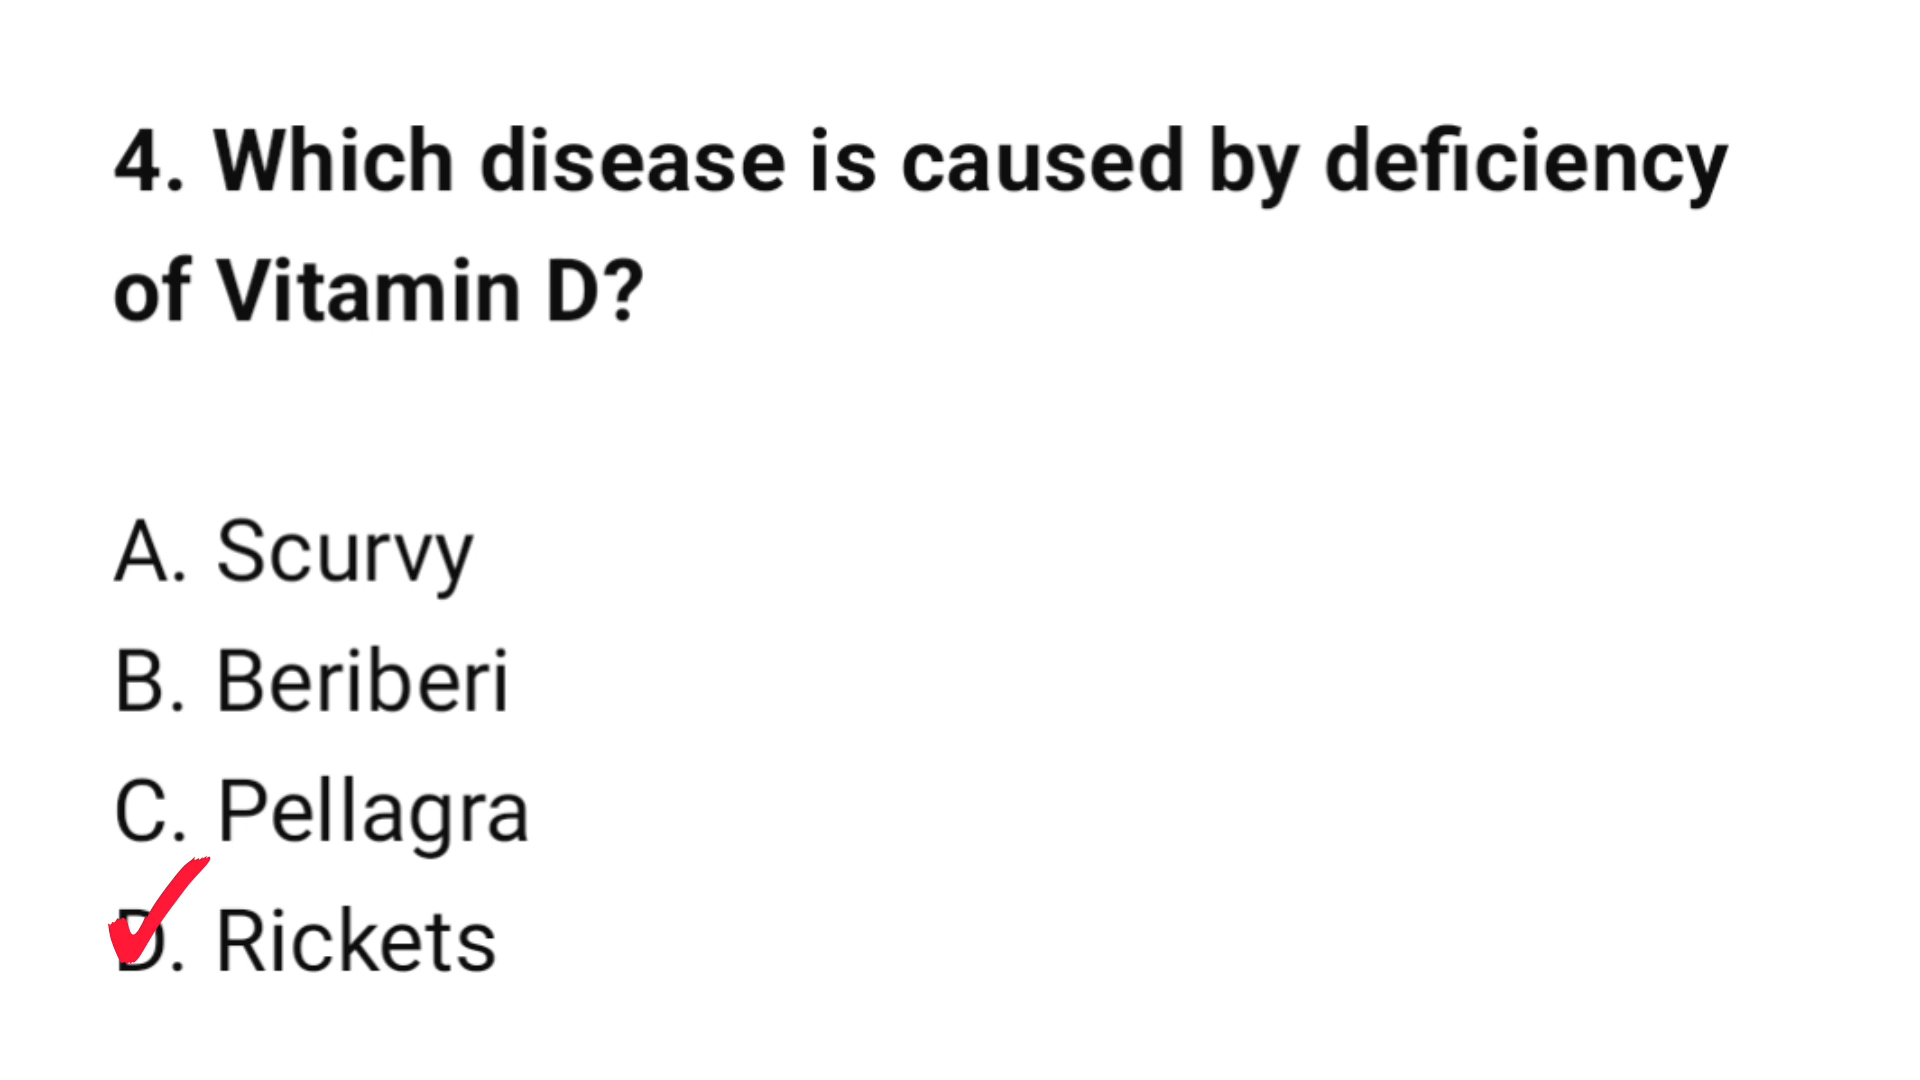 4. Which disease is caused by deficiency
of Vitamin D?
A. Scurvy
B. Beriberi
C. Pellagra
D. Rickets